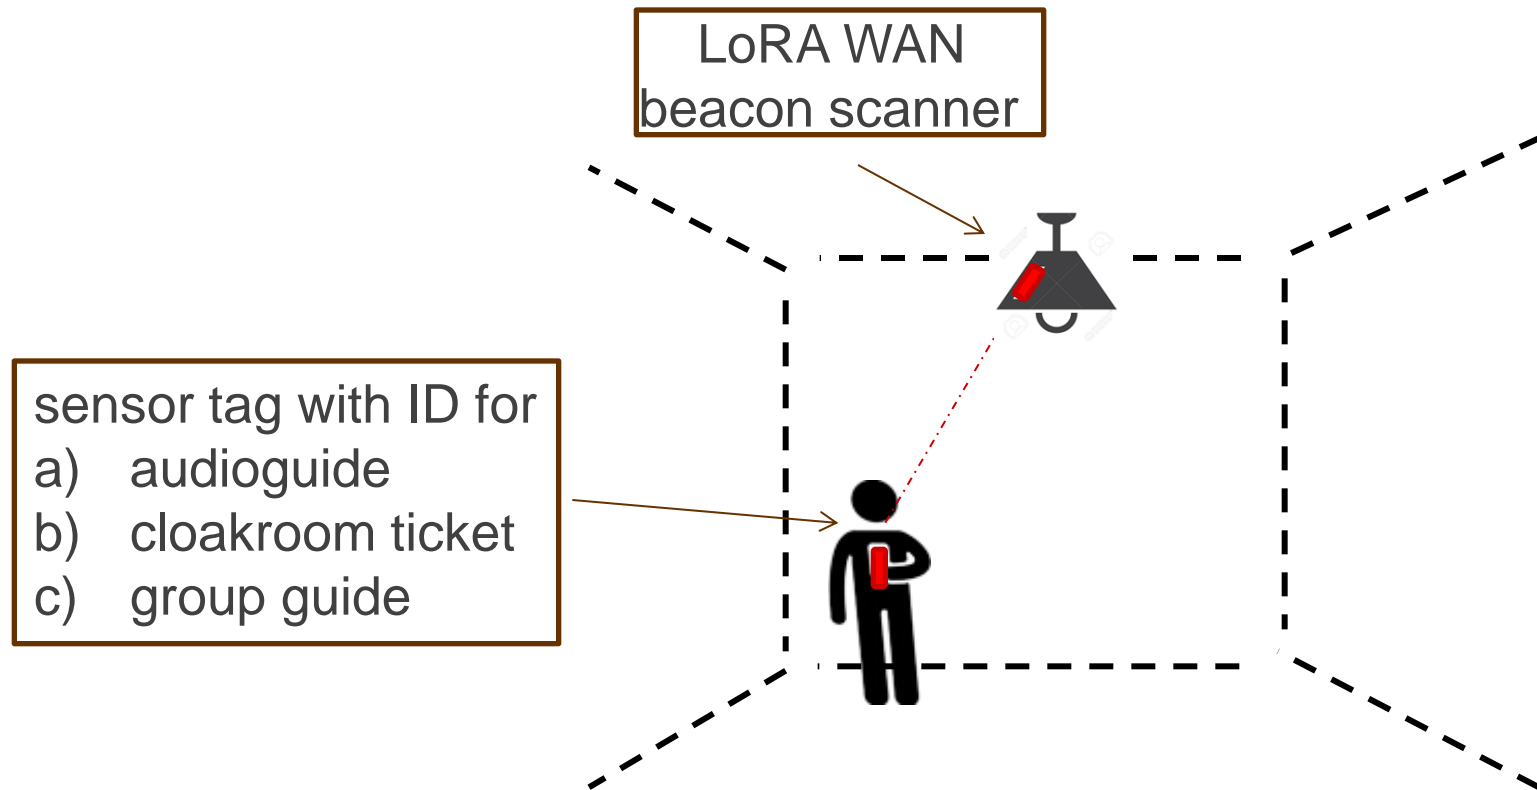 LoRA WAN
beacon scanner
sensor tag with ID for
a) audioguide
b) cloakroom ticket
c) group guide